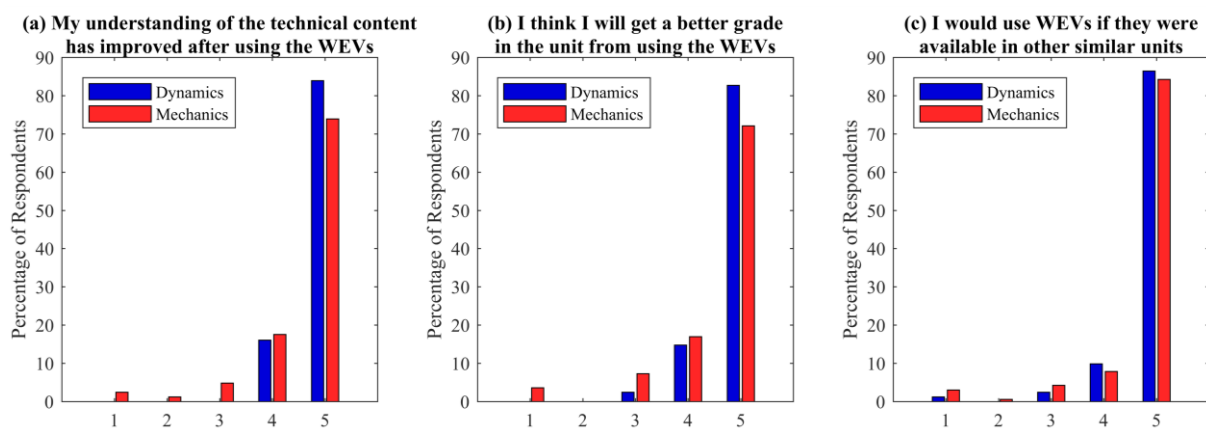 (a) My understanding of the technical content
has improved after using the WEVs
90
80
70
60
50
40
30
20
10
0
Percentage of Respondents
Dynamics
Mechanics
1 2 3 4 5
(b) I think I will get a better grade
in the unit from using the WEVs
90
80
70
60
50
40
30
20
10
0
Percentage of Respondents
Dynamics
Mechanics
1 2 3 4 5
(c) I would use WEVs if they were
available in other similar units
90
80
70
60
50
40
30
20
10
0
Percentage of Respondents
Dynamics
Mechanics
1 2 3 4 5